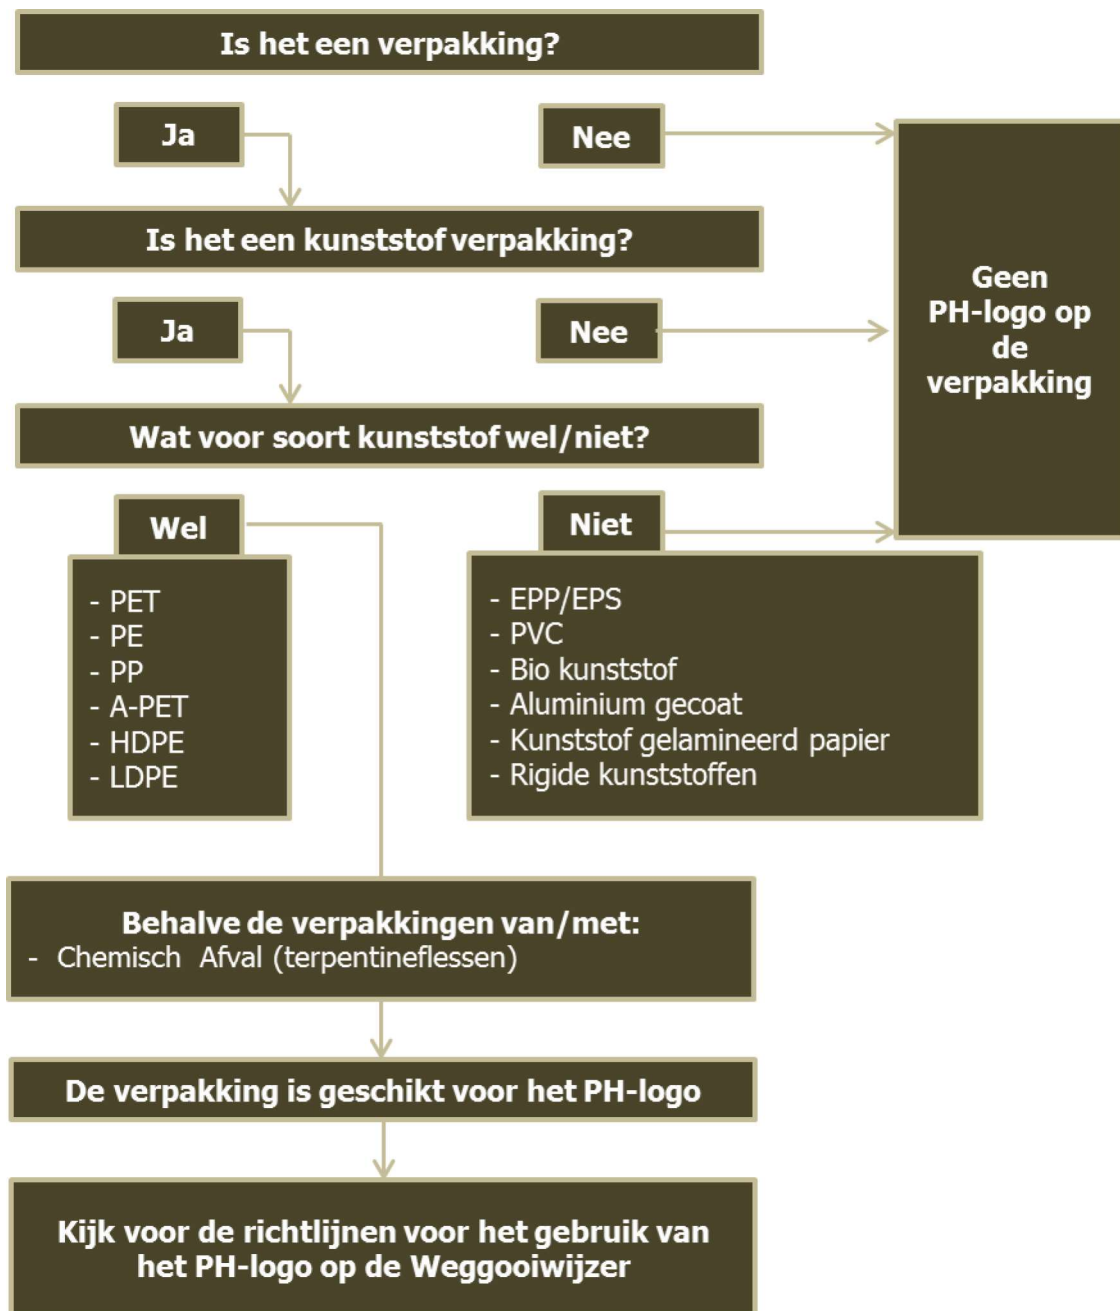 Is het een verpakking?
Ja
Nee
Is het een kunststof verpakking?
Ja
Nee
Geen
PH-logo op
de
verpakking
Wat voor soort kunststof wel/niet?
Wel
- PET
- PE
- PP
- A-PET
- HDPE
- LDPE
Niet
- EPP/EPS
- PVC
- Bio kunststof
- Aluminium gecoat
- Kunststof gelamineerd papier
- Rigide kunststoffen
Behalve de verpakkingen van/met:
- Chemisch Afval (terpentineflessen)
De verpakking is geschikt voor het PH-logo
Kijk voor de richtlijnen voor het gebruik van
het PH-logo op de Weggooiwijzer